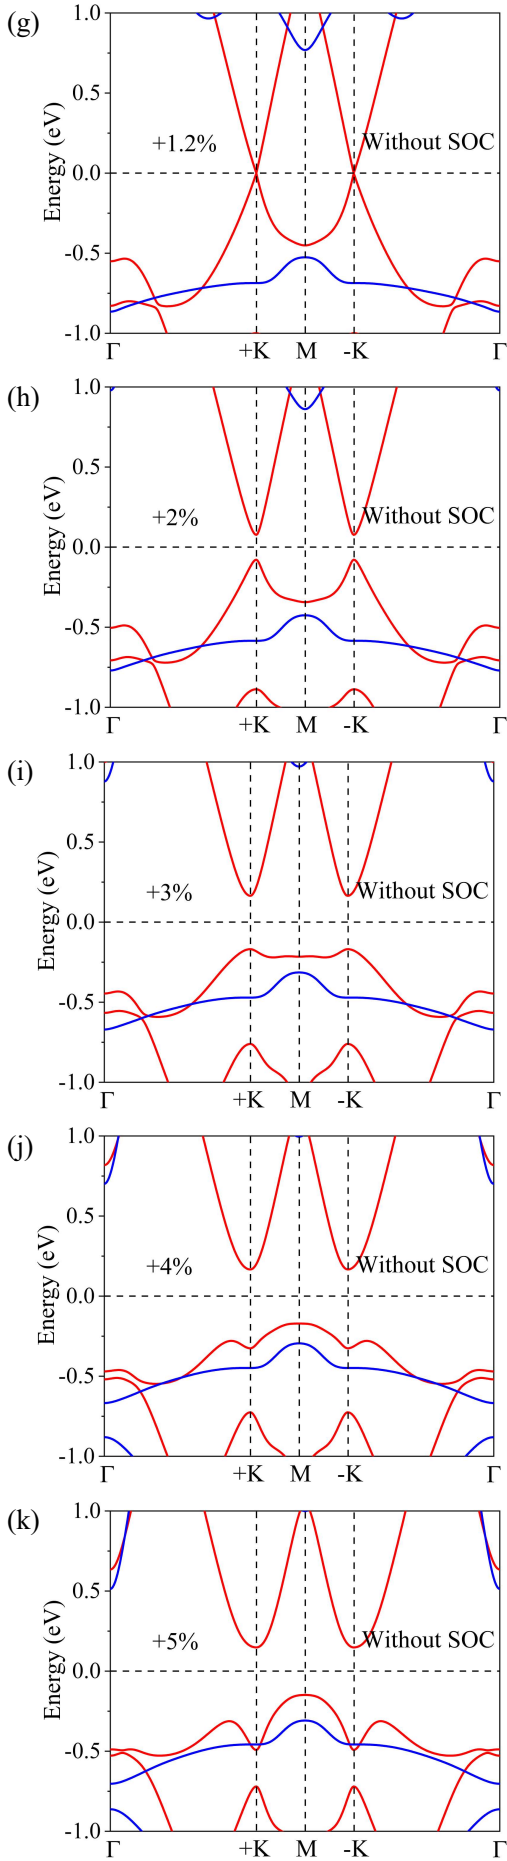 (g)
1.0
0.5
0.0
-0.5
-1.0
Energy (eV)
+1.2%
Without SOC
Γ +K M -K Γ
(h)
1.0
0.5
0.0
-0.5
-1.0
Energy (eV)
+2%
Without SOC
Γ +K M -K Γ
(i)
1.0
0.5
0.0
-0.5
-1.0
Energy (eV)
+3%
Without SOC
Γ +K M -K Γ
(j)
1.0
0.5
0.0
-0.5
-1.0
Energy (eV)
+4%
Without SOC
Γ +K M -K Γ
(k)
1.0
0.5
0.0
-0.5
-1.0
Energy (eV)
+5%
Without SOC
Γ +K M -K Γ